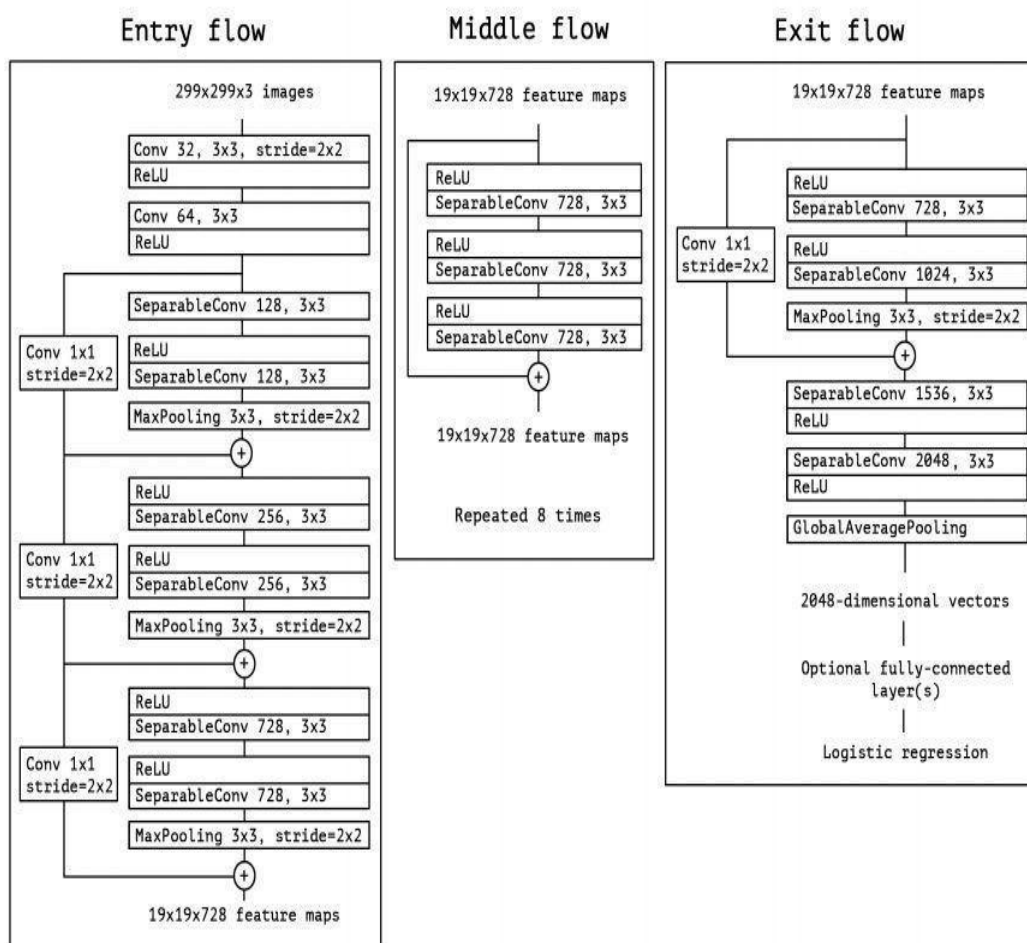 Entry flow
299x299x3 images
Conv 32, 3x3, stride=2x2
ReLU
Conv 64, 3x3
ReLU
SeparableConv 128, 3x3
Conv 1x1
stride=2x2
ReLU
SeparableConv 128, 3x3
MaxPooling 3x3, stride=2x2
+
ReLU
SeparableConv 256, 3x3
Conv 1x1
stride=2x2
ReLU
SeparableConv 256, 3x3
MaxPooling 3x3, stride=2x2
+
ReLU
SeparableConv 728, 3x3
Conv 1x1
stride=2x2
ReLU
SeparableConv 728, 3x3
MaxPooling 3x3, stride=2x2
+
19x19x728 feature maps
Middle flow
19x19x728 feature maps
ReLU
SeparableConv 728, 3x3
ReLU
SeparableConv 728, 3x3
ReLU
SeparableConv 728, 3x3
+
19x19x728 feature maps
Repeated 8 times
Exit flow
19x19x728 feature maps
ReLU
SeparableConv 728, 3x3
Conv 1x1
stride=2x2
ReLU
SeparableConv 1024, 3x3
MaxPooling 3x3, stride=2x2
+
SeparableConv 1536, 3x3
ReLU
SeparableConv 2048, 3x3
ReLU
GlobalAveragePooling
2048-dimensional vectors
Optional fully-connected
layer(s)
Logistic regression